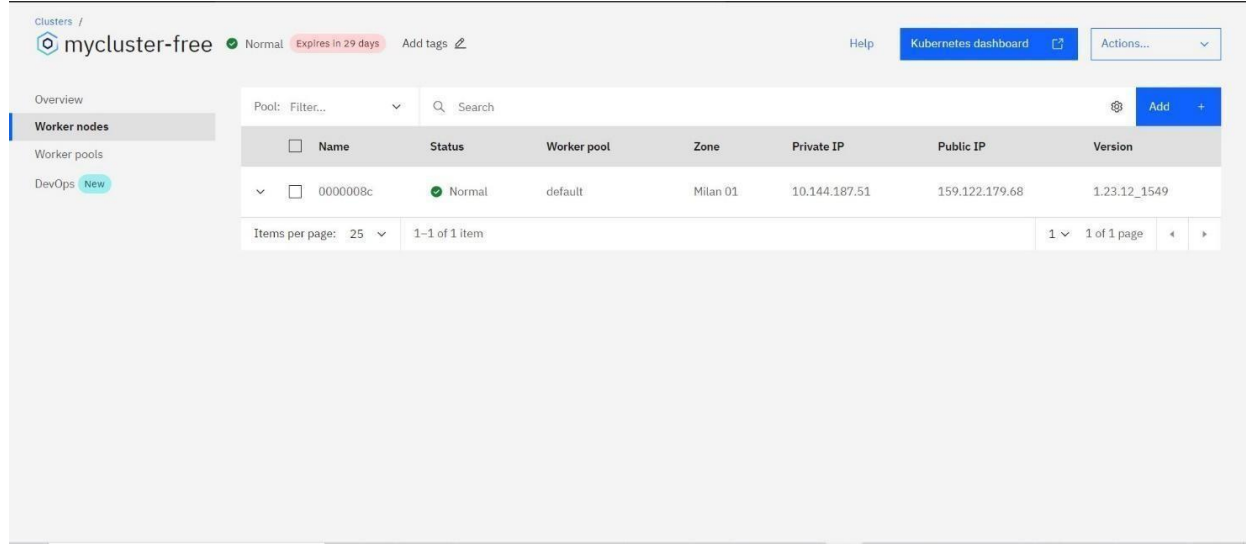 Clusters /
mycluster-free Normal Expires in 29 days Add tags Help Kubernetes dashboard Actions...
Overview
Worker nodes
Worker pools
DevOps New
Pool: Filter... Search Add +
Name Status Worker pool Zone Private IP Public IP Version
0000008c Normal default Milan 01 10.144.187.51 159.122.179.68 1.23.12_1549
Items per page: 25 1–1 of 1 item 1 1 of 1 page